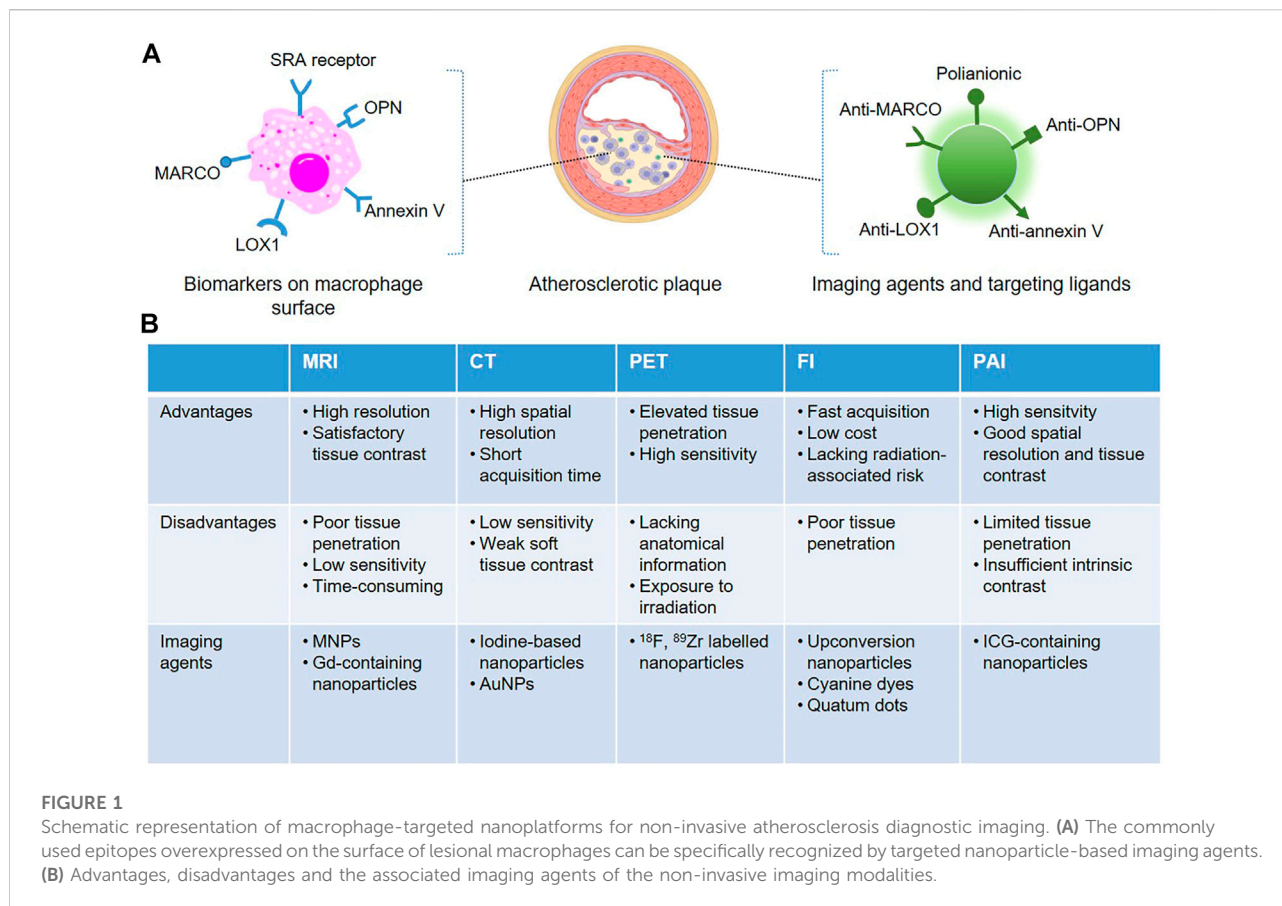 A
SRA receptor
OPN
MARCO
Annexin V
LOX1
Biomarkers on macrophage
surface
Atherosclerotic plaque
Polianionic
Anti-MARCO
Anti-OPN
Anti-LOX1
Anti-annexin V
Imaging agents and targeting ligands
B
MRI
CT
PET
FI
PAI
Advantages
• High resolution
• Satisfactory
tissue contrast
• High spatial
resolution
• Short
acquisition time
• Elevated tissue
penetration
• High sensitivity
• Fast acquisition
• Low cost
• Lacking radiation-
associated risk
• High sensitvity
• Good spatial
resolution and tissue
contrast
Disadvantages
• Poor tissue
penetration
• Low sensitivity
• Time-consuming
• Low sensitivity
• Weak soft
tissue contrast
• Lacking
anatomical
information
• Exposure to
irradiation
• Poor tissue
penetration
• Limited tissue
penetration
• Insufficient intrinsic
contrast
Imaging
agents
• MNPs
• Gd-containing
nanoparticles
• Iodine-based
nanoparticles
• AuNPs
• ¹⁸F, ⁸⁹Zr labelled
nanoparticles
• Upconversion
nanoparticles
• Cyanine dyes
• Quatum dots
• ICG-containing
nanoparticles
FIGURE 1
Schematic representation of macrophage-targeted nanoplatforms for non-invasive atherosclerosis diagnostic imaging. (A) The commonly
used epitopes overexpressed on the surface of lesional macrophages can be specifically recognized by targeted nanoparticle-based imaging agents.
(B) Advantages, disadvantages and the associated imaging agents of the non-invasive imaging modalities.